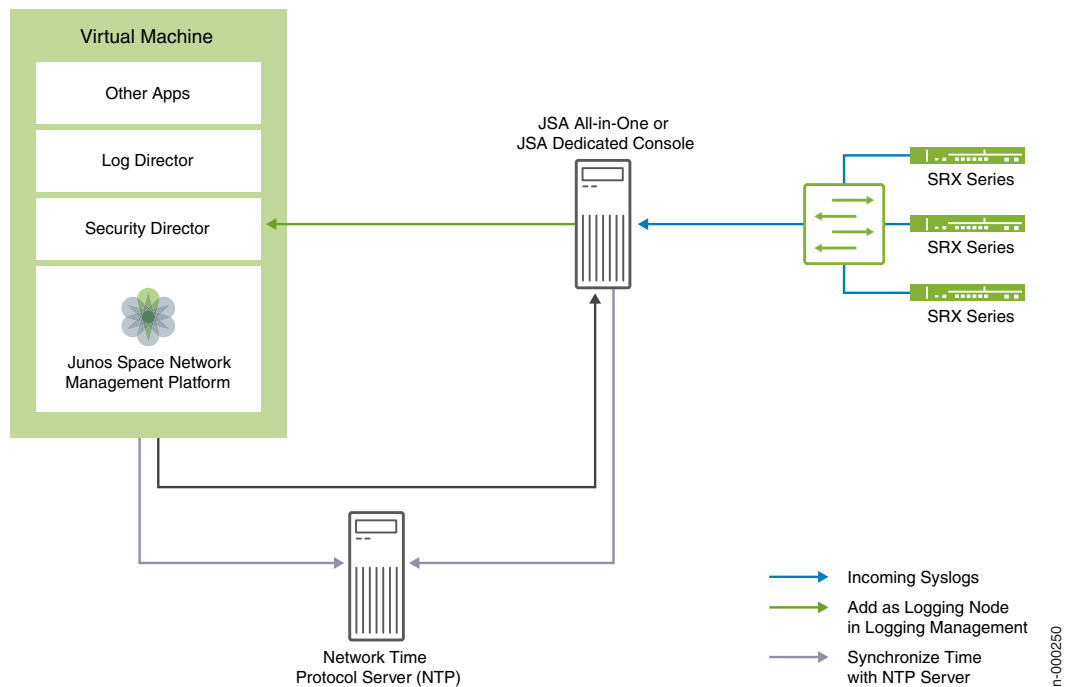 Virtual Machine
Other Apps
Log Director
Security Director
Junos Space Network
Management Platform
JSA All-in-One or
JSA Dedicated Console
SRX Series
SRX Series
SRX Series
Network Time
Protocol Server (NTP)
Incoming Syslogs
Add as Logging Node
in Logging Management
Synchronize Time
with NTP Server
n-000250